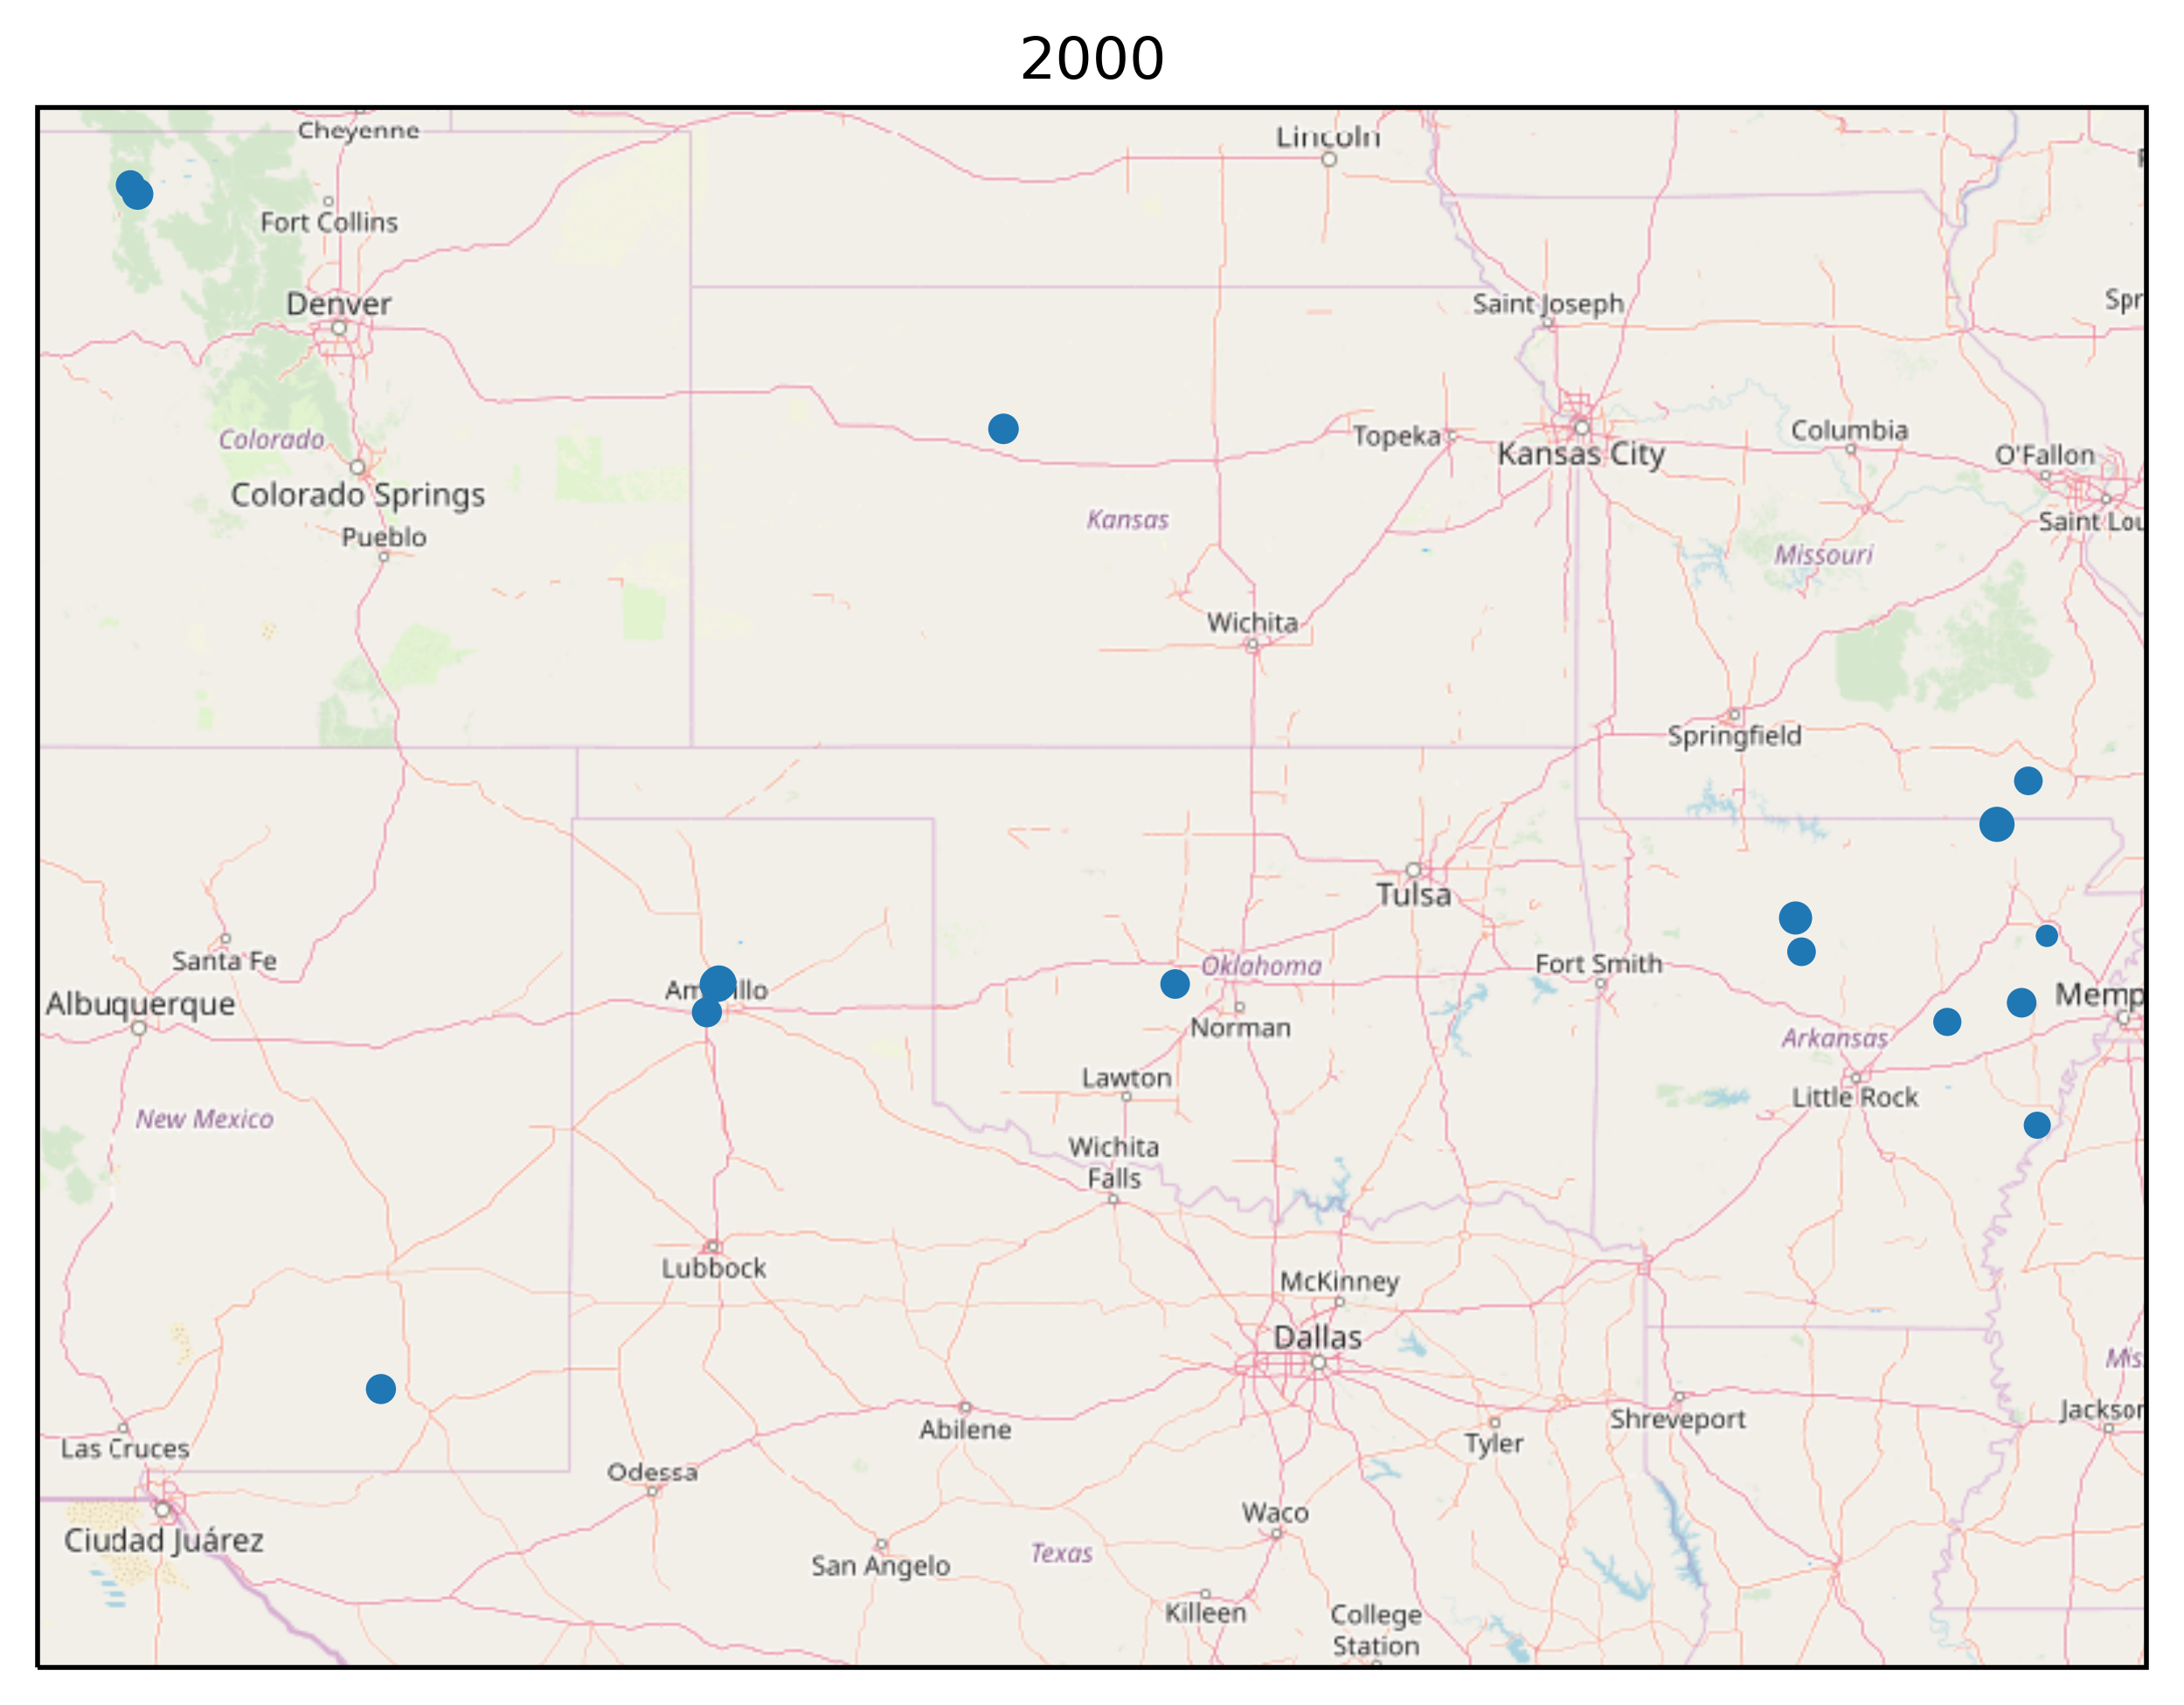 2000
Cheyenne
Lincoln
Fort Collins
Denver
Saint Joseph
Spr
Colorado
Topeka
Kansas City
Columbia
O'Fallon
Colorado Springs
Kansas
Saint Lou
Pueblo
Missouri
Wichita
Springfield
Tulsa
Santa Fe
Oklahoma
Fort Smith
Albuquerque
Memp
Norman
Arkansas
Lawton
Little Rock
New Mexico
Wichita
Falls
Lubbock
McKinney
Dallas
Mis
Abilene
Shreveport
Jackson
Las Cruces
Tyler
Odessa
Waco
Ciudad Juárez
San Angelo
Texas
Killeen
College
Station